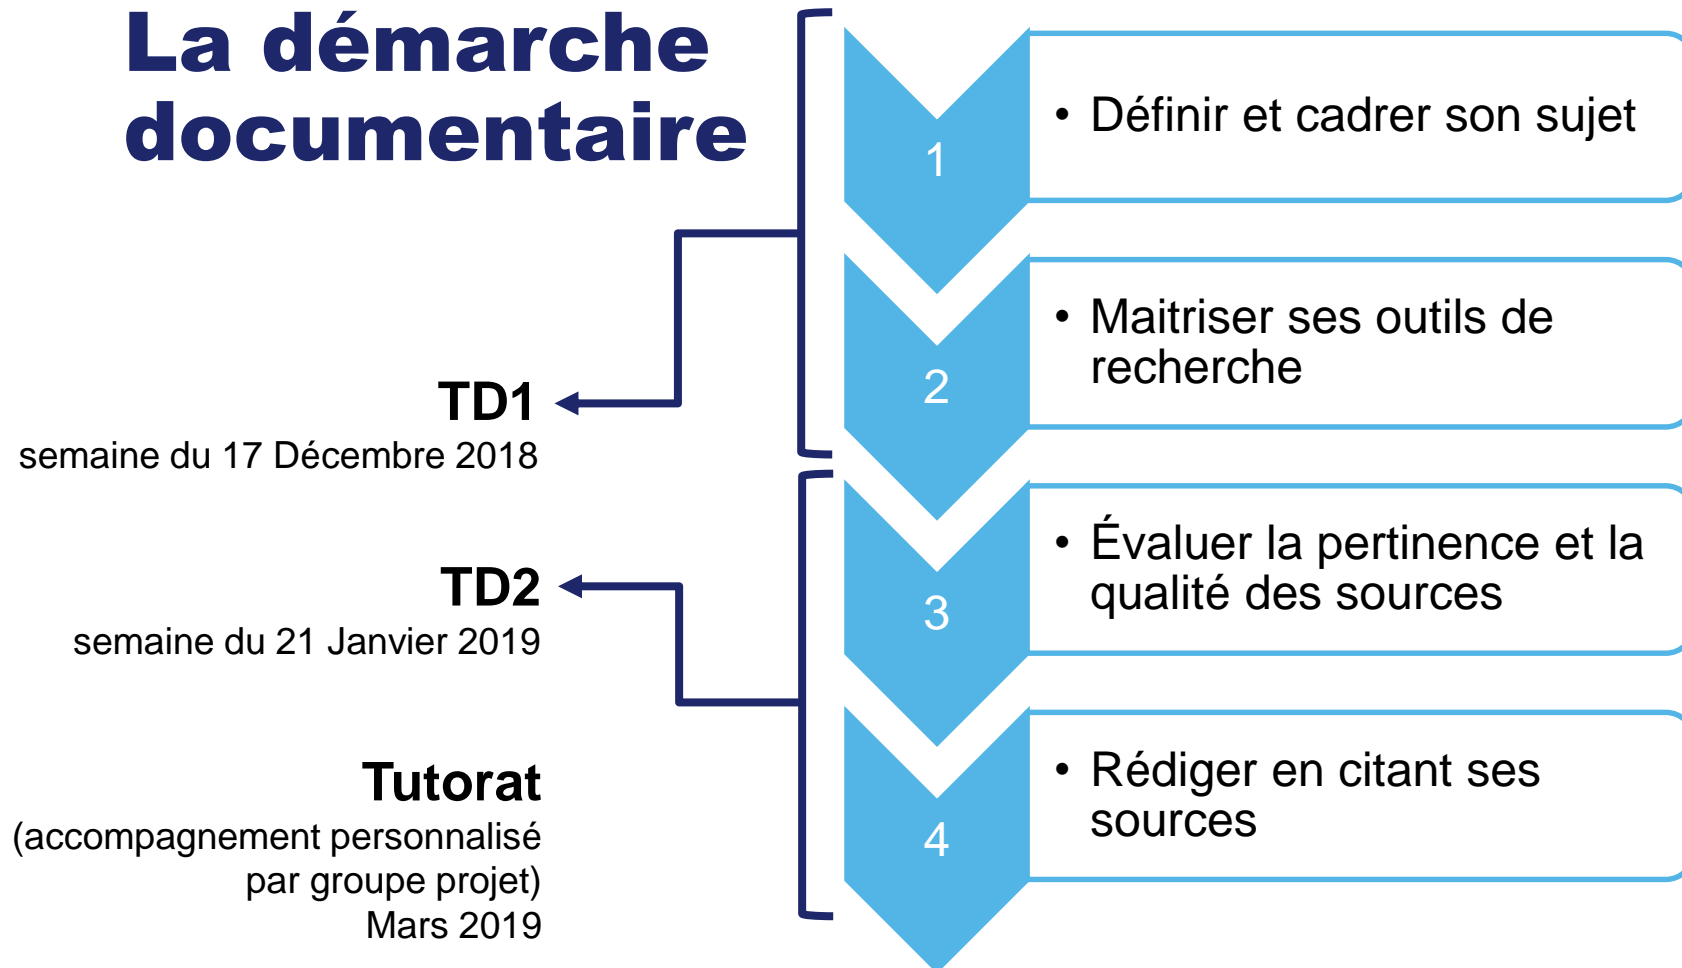 La démarche
documentaire
1
• Définir et cadrer son sujet
2
• Maitriser ses outils de
recherche
TD1
semaine du 17 Décembre 2018
3
• Évaluer la pertinence et la
qualité des sources
TD2
semaine du 21 Janvier 2019
4
• Rédiger en citant ses
sources
Tutorat
(accompagnement personnalisé
par groupe projet)
Mars 2019